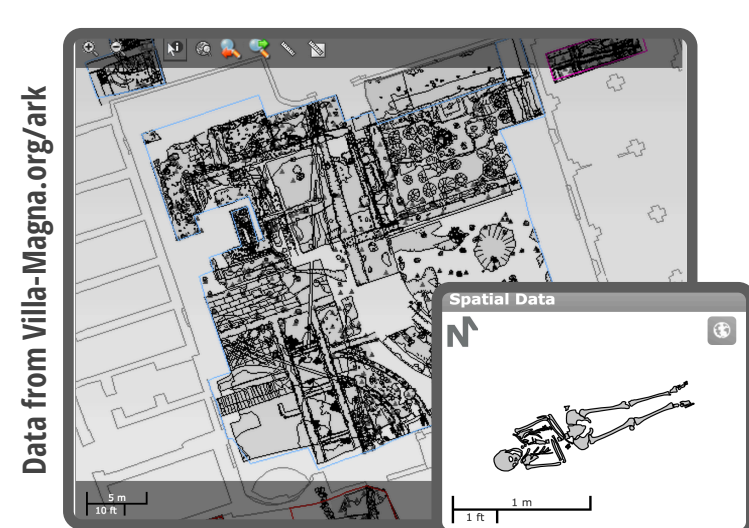 Data from Villa-Magna.org/ark
i
5 m
10 ft
Spatial Data
N
1 m
1 ft